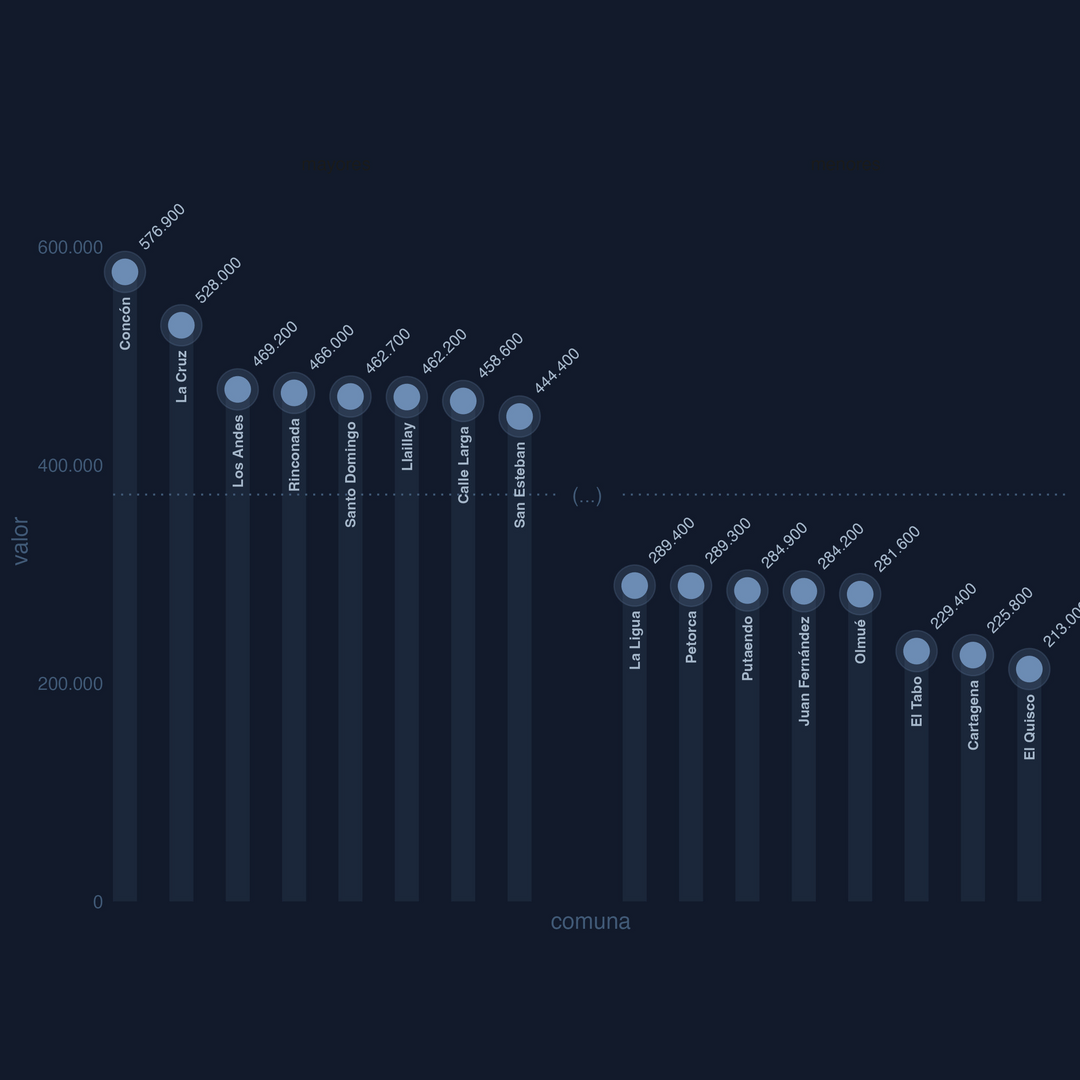 576.900
528.000
469.200
466.000
462.700
462.200
458.600
444.400
600.000
400.000
200.000
0
valor
Concón
La Cruz
Los Andes
Rinconada
Santo Domingo
Llaillay
Calle Larga
San Esteban
(...)
289.400
289.300
284.900
284.200
281.600
229.400
225.800
213.00
La Ligua
Petorca
Putaendo
Juan Fernández
Olmué
El Tabo
Cartagena
El Quisco
comuna